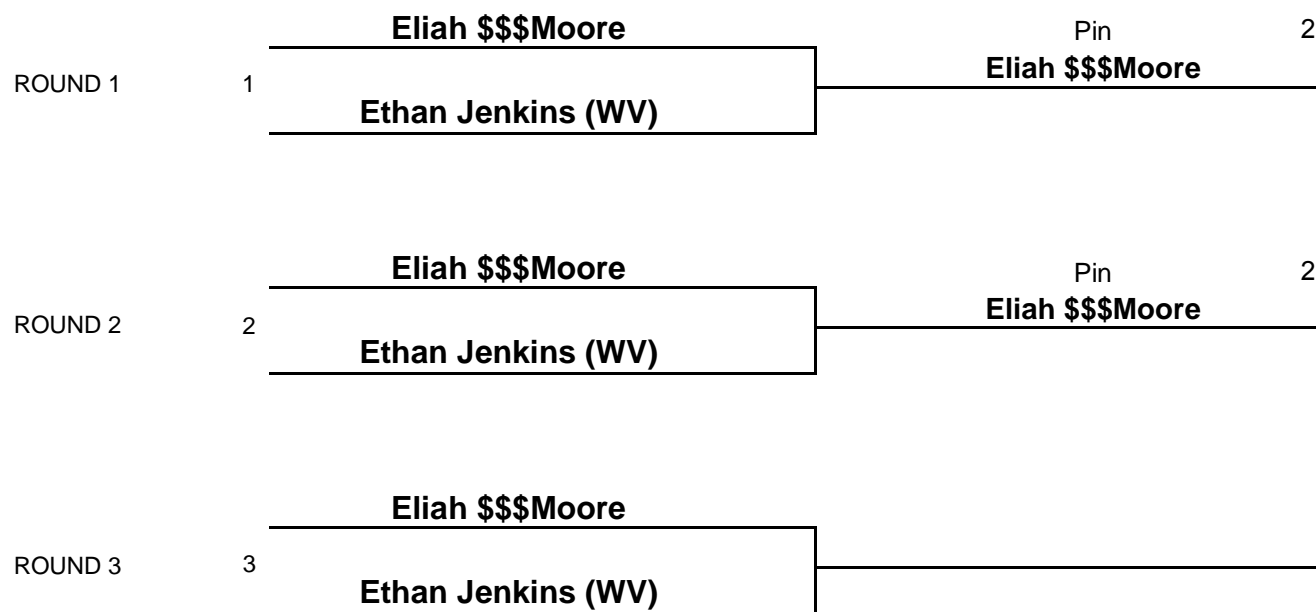 Eliah $$$Moore
Pin 2
Eliah $$$Moore
ROUND 1 1
Ethan Jenkins (WV)
Eliah $$$Moore
Pin 2
Eliah $$$Moore
ROUND 2 2
Ethan Jenkins (WV)
Eliah $$$Moore
ROUND 3 3
Ethan Jenkins (WV)